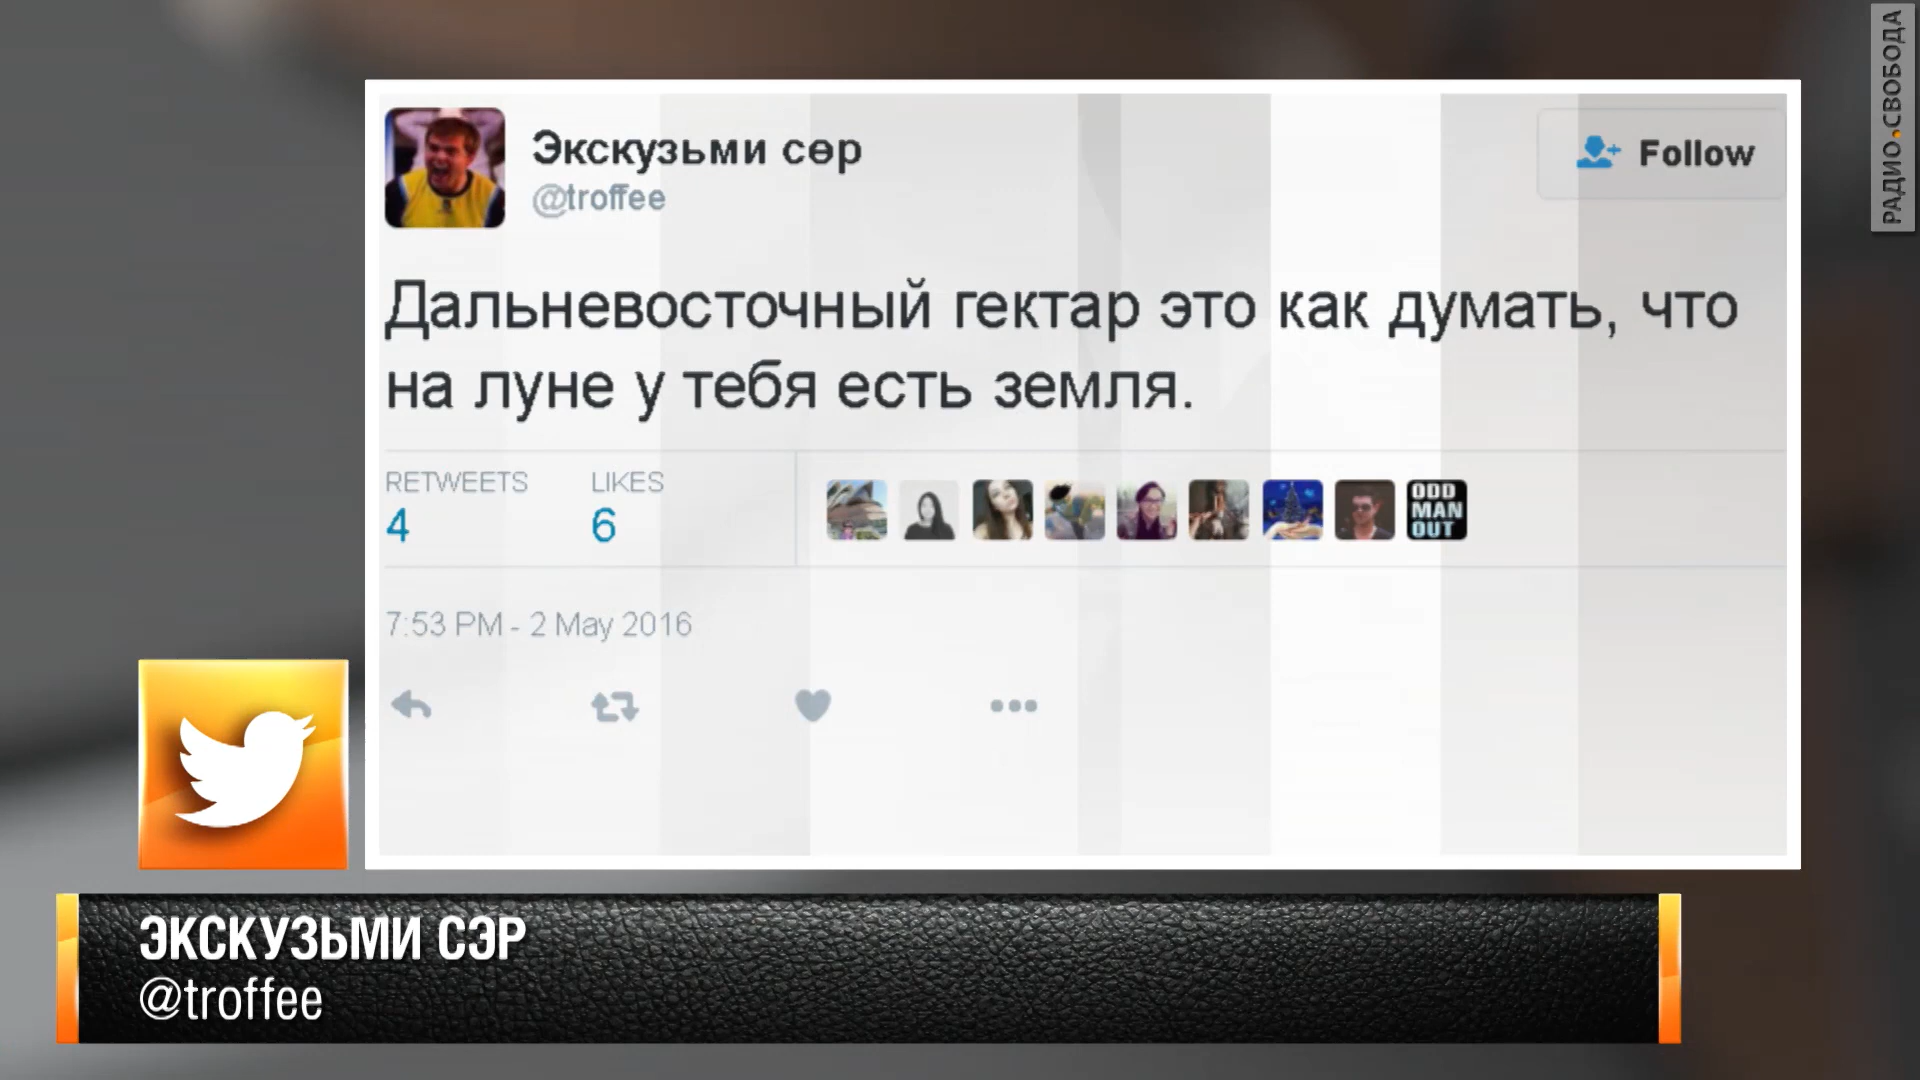 РАДИО.СВОБОДА
Экскузьми сөр
@troffee
Follow
Дальневосточный гектар это как думать, что
на луне у тебя есть земля.
RETWEETS LIKES
4 6
ODD
MAN
OUT
7:53 PM - 2 May 2016
ЭКСКУЗЬМИ СЭР
@troffee